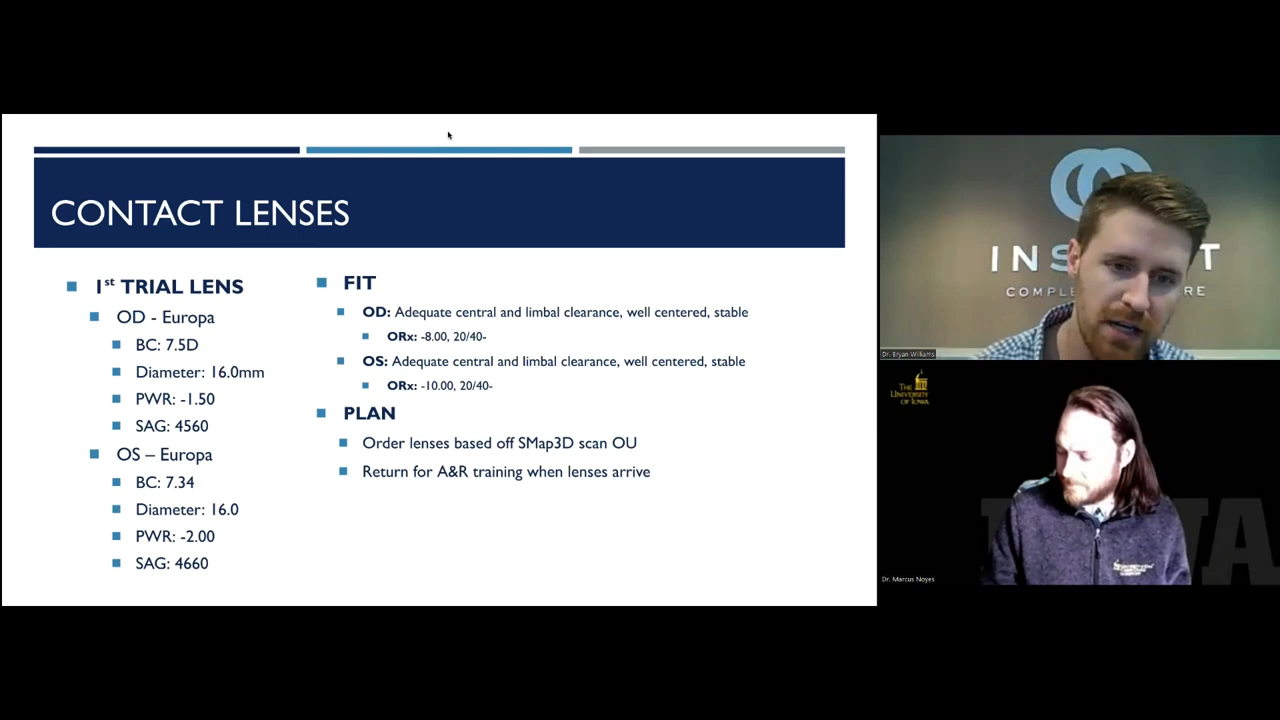 CONTACT LENSES
1st TRIAL LENS
OD - Europa
BC: 7.5D
Diameter: 16.0mm
PWR: -1.50
SAG: 4560
OS – Europa
BC: 7.34
Diameter: 16.0
PWR: -2.00
SAG: 4660
FIT
OD: Adequate central and limbal clearance, well centered, stable
ORx: -8.00, 20/40-
OS: Adequate central and limbal clearance, well centered, stable
ORx: -10.00, 20/40-
PLAN
Order lenses based off SMap3D scan OU
Return for A&R training when lenses arrive
Dr. Bryan Williams
THE
UNIVERSITY
OF IOWA
Dr. Marcus Noyes